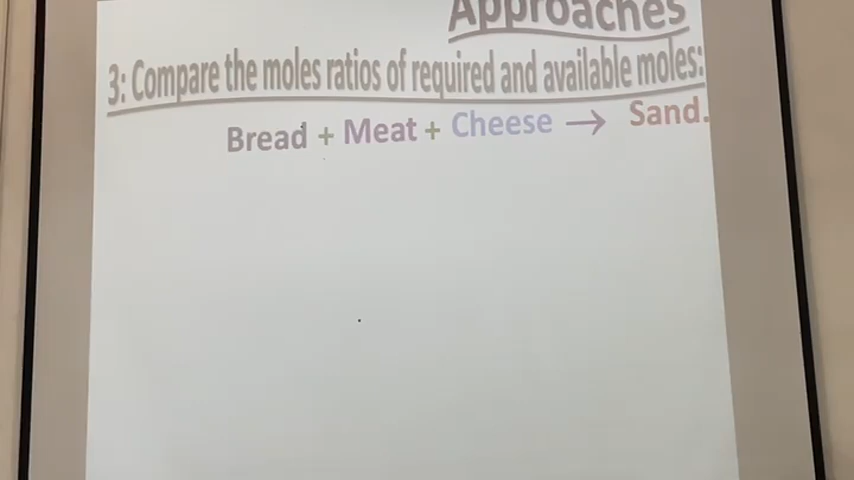 Approaches
3: Compare the moles ratios of required and available moles:
Bread + Meat + Cheese → Sand.